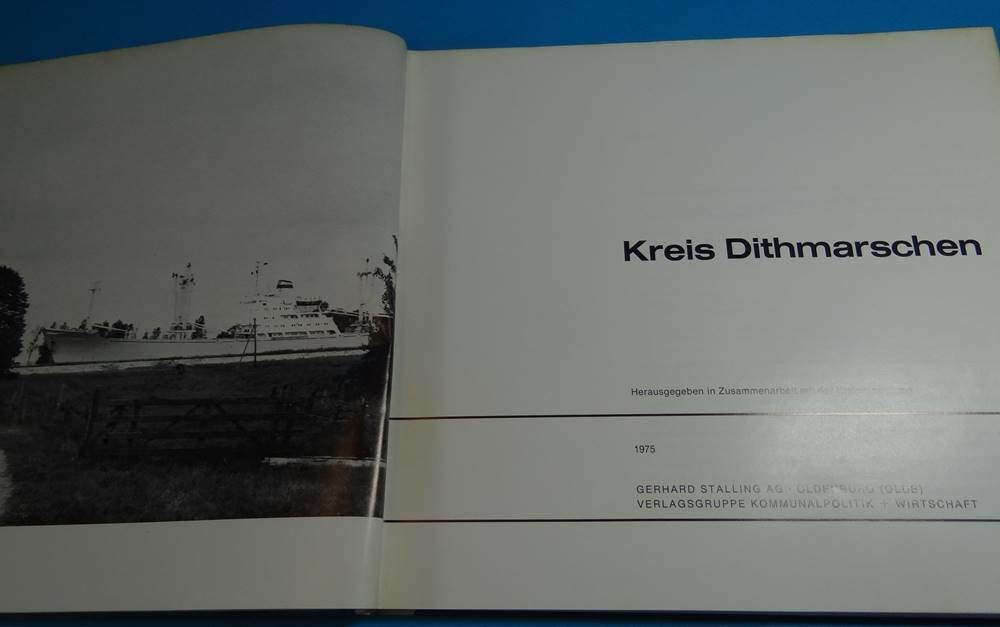 Kreis Dithmarschen
Herausgegeben in Zusammenarbeit mit der
1975
GERHARD STALLING AG · OLDENBURG (OLDB)
VERLAGSGRUPPE KOMMUNALPOLITIK + WIRTSCHAFT